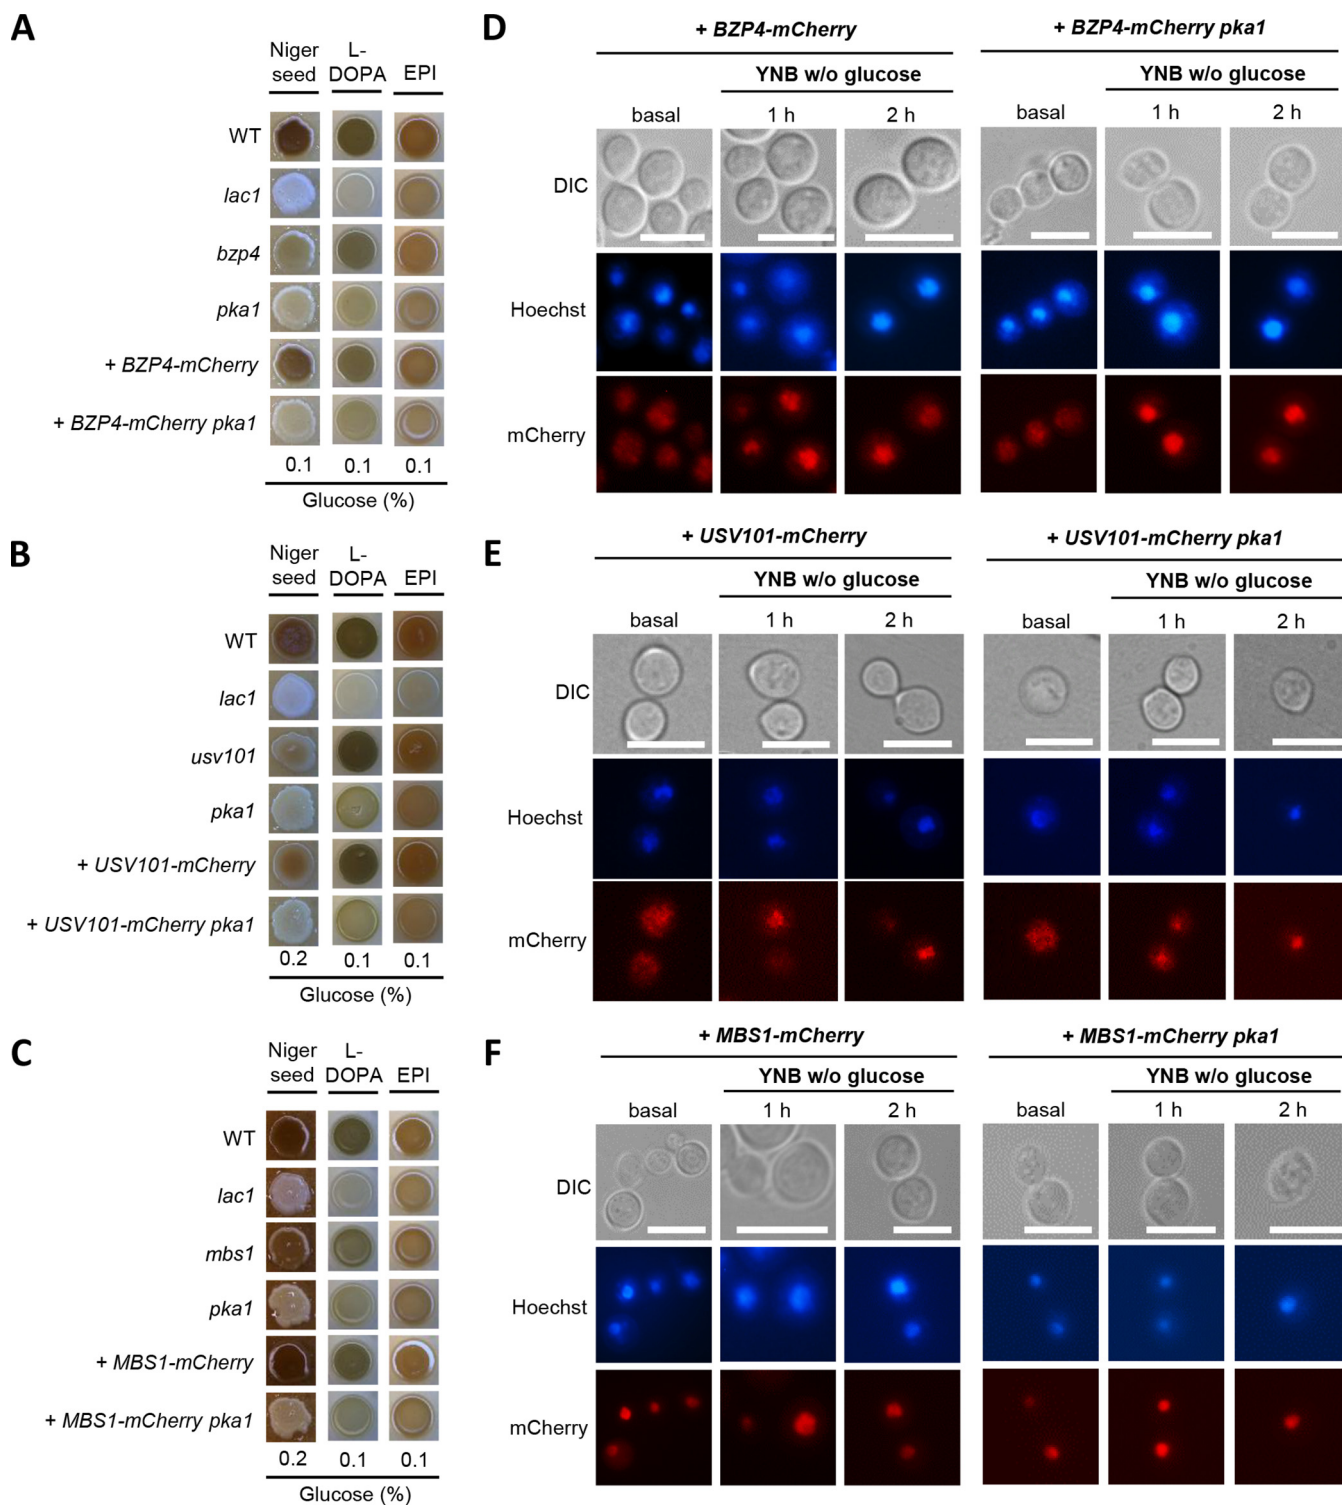 A
Niger seed
L-DOPA
EPI
WT
lac1
bzp4
pka1
+ BZP4-mCherry
+ BZP4-mCherry pka1
0.1 0.1 0.1
Glucose (%)
D
+ BZP4-mCherry
+ BZP4-mCherry pka1
YNB w/o glucose
YNB w/o glucose
basal 1 h 2 h
basal 1 h 2 h
DIC
Hoechst
mCherry
B
Niger seed
L-DOPA
EPI
WT
lac1
usv101
pka1
+ USV101-mCherry
+ USV101-mCherry pka1
0.2 0.1 0.1
Glucose (%)
E
+ USV101-mCherry
+ USV101-mCherry pka1
YNB w/o glucose
YNB w/o glucose
basal 1 h 2 h
basal 1 h 2 h
DIC
Hoechst
mCherry
C
Niger seed
L-DOPA
EPI
WT
lac1
mbs1
pka1
+ MBS1-mCherry
+ MBS1-mCherry pka1
0.2 0.1 0.1
Glucose (%)
F
+ MBS1-mCherry
+ MBS1-mCherry pka1
YNB w/o glucose
YNB w/o glucose
basal 1 h 2 h
basal 1 h 2 h
DIC
Hoechst
mCherry